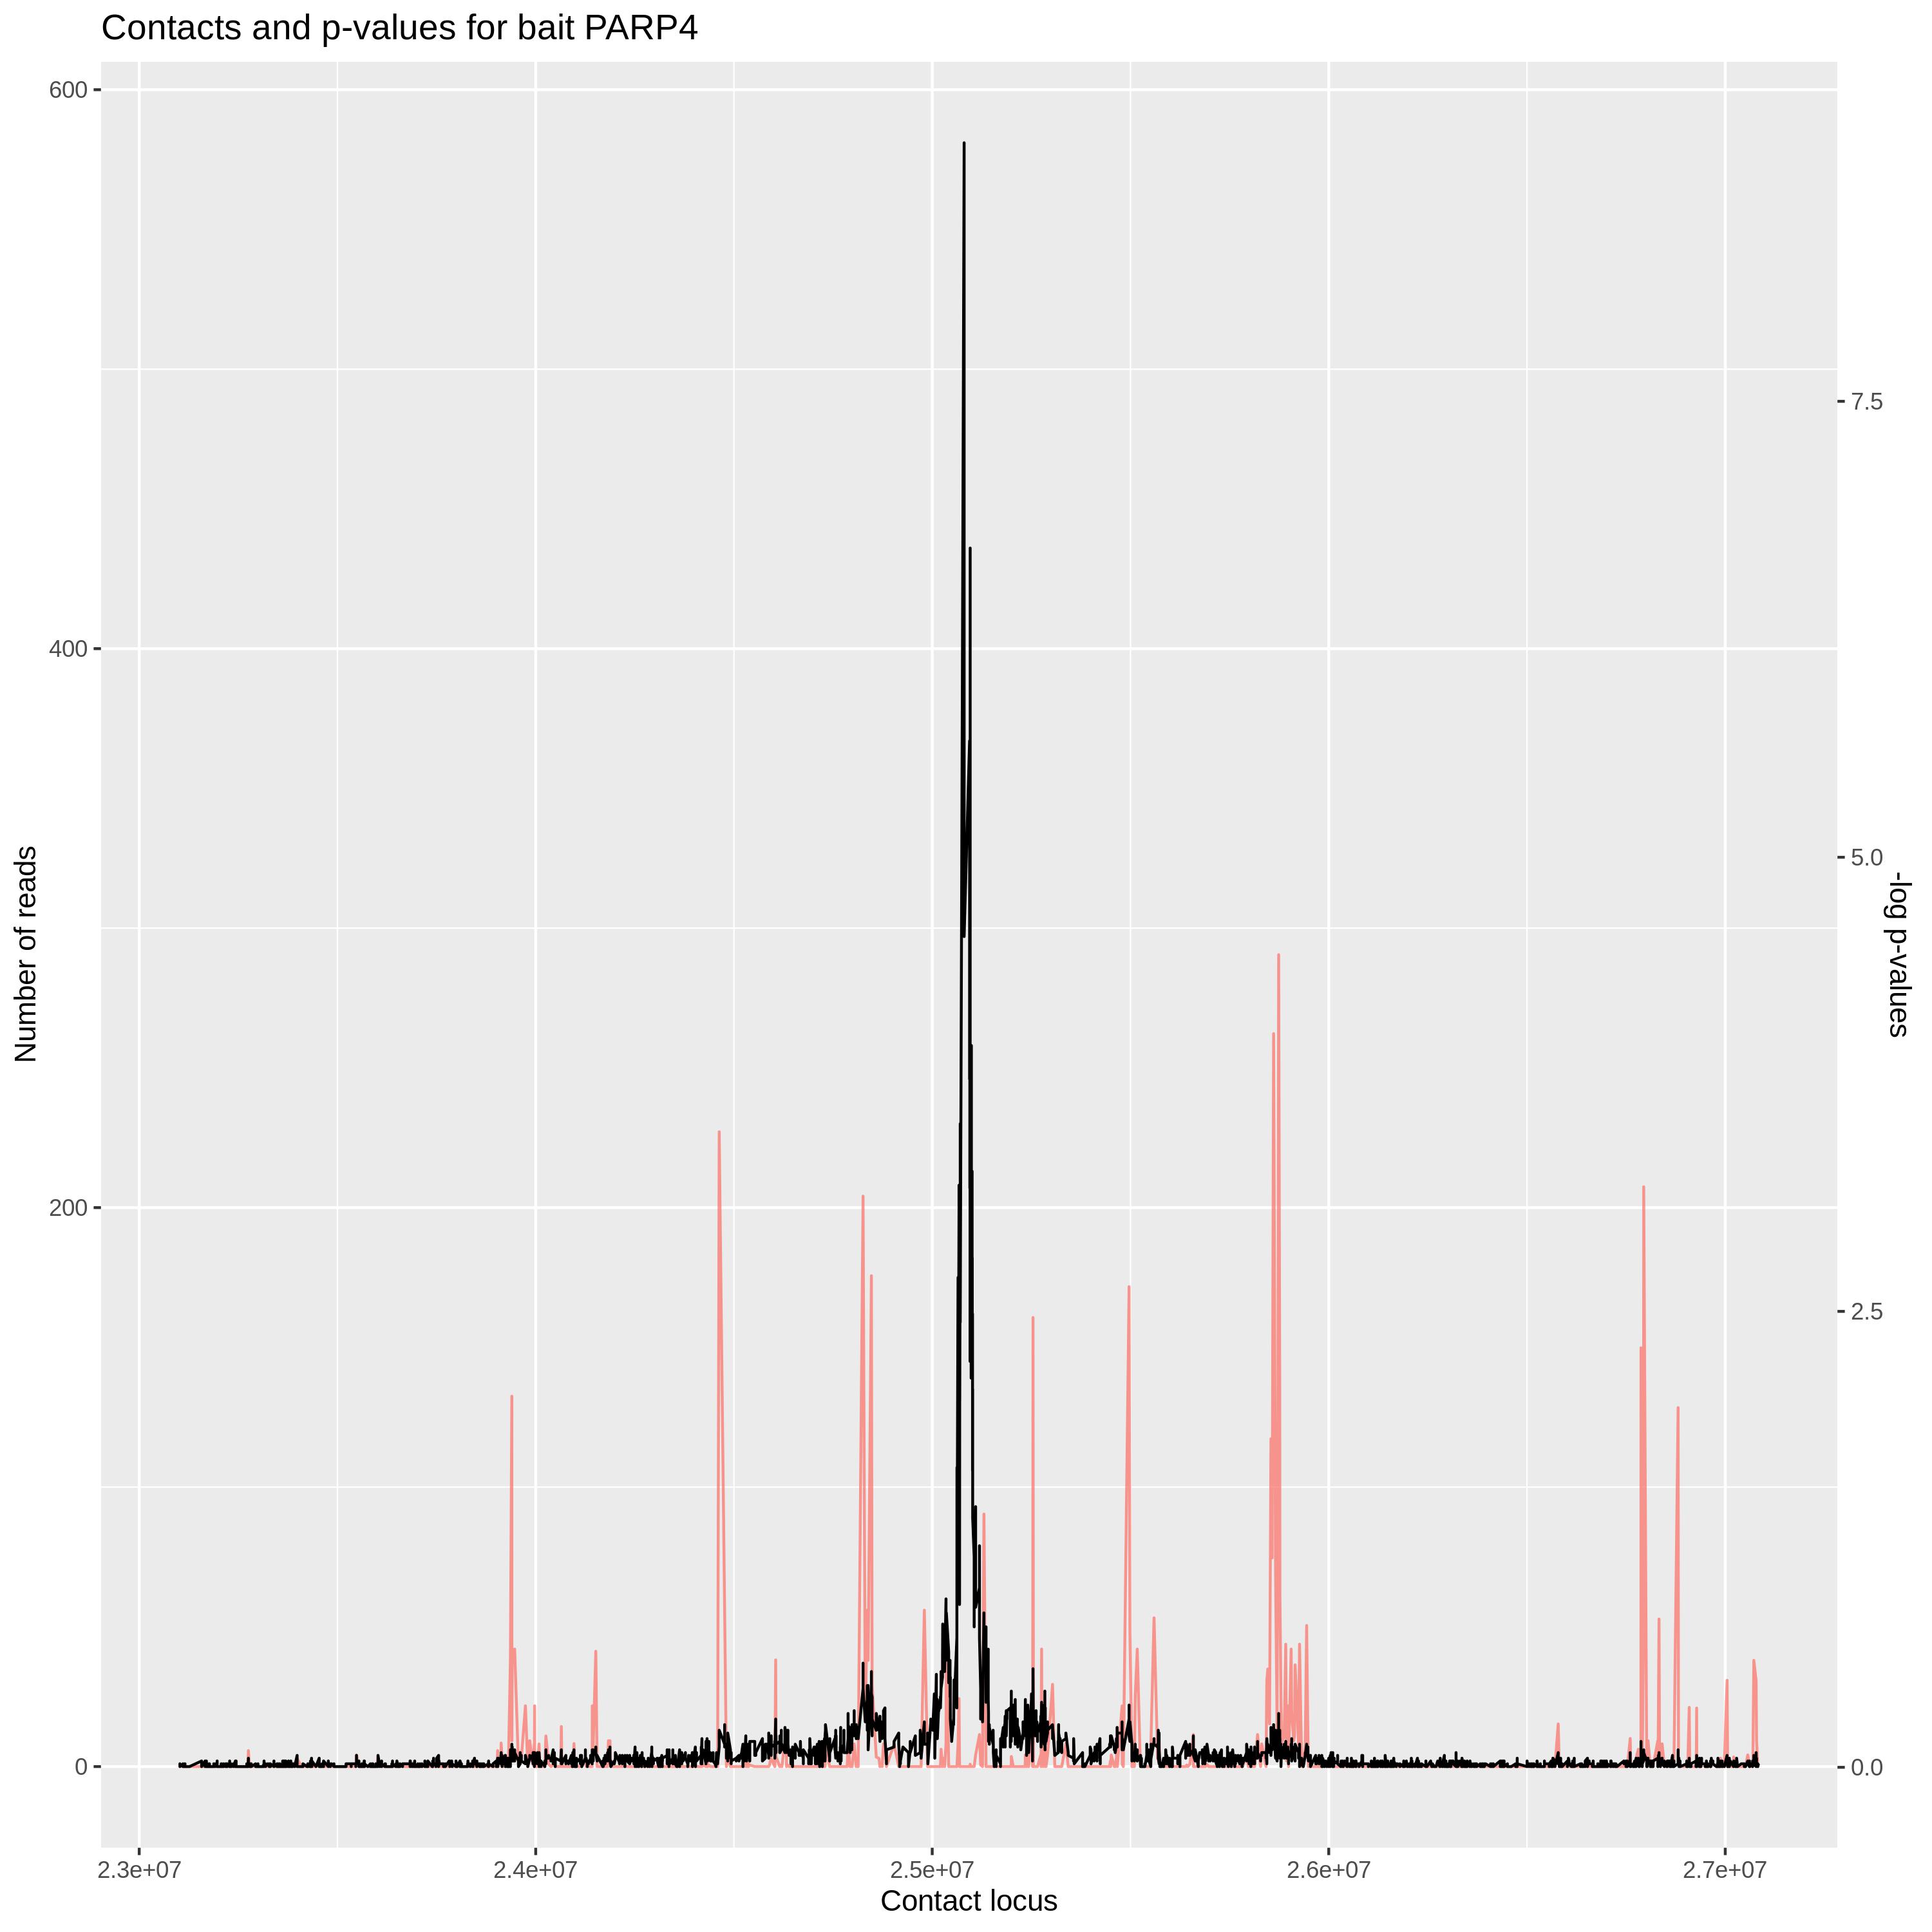 Contacts and p-values for bait PARP4
600
400
200
0
Number of reads
7.5
5.0
2.5
0.0
-log p-values
2.3e+07
2.4e+07
2.5e+07
2.6e+07
2.7e+07
Contact locus